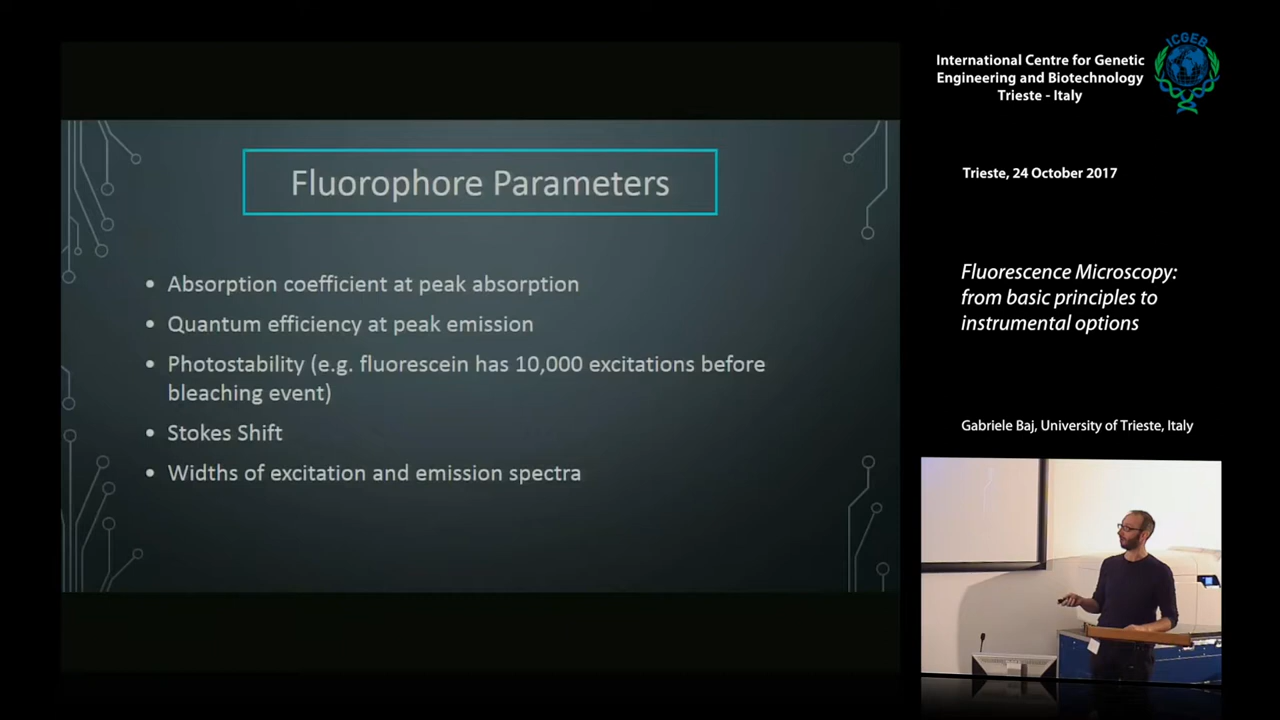 Fluorophore Parameters
• Absorption coefficient at peak absorption
• Quantum efficiency at peak emission
• Photostability (e.g. fluorescein has 10,000 excitations before
bleaching event)
• Stokes Shift
• Widths of excitation and emission spectra
International Centre for Genetic
Engineering and Biotechnology
Trieste - Italy
ICGEB
Trieste, 24 October 2017
Fluorescence Microscopy:
from basic principles to
instrumental options
Gabriele Baj, University of Trieste, Italy